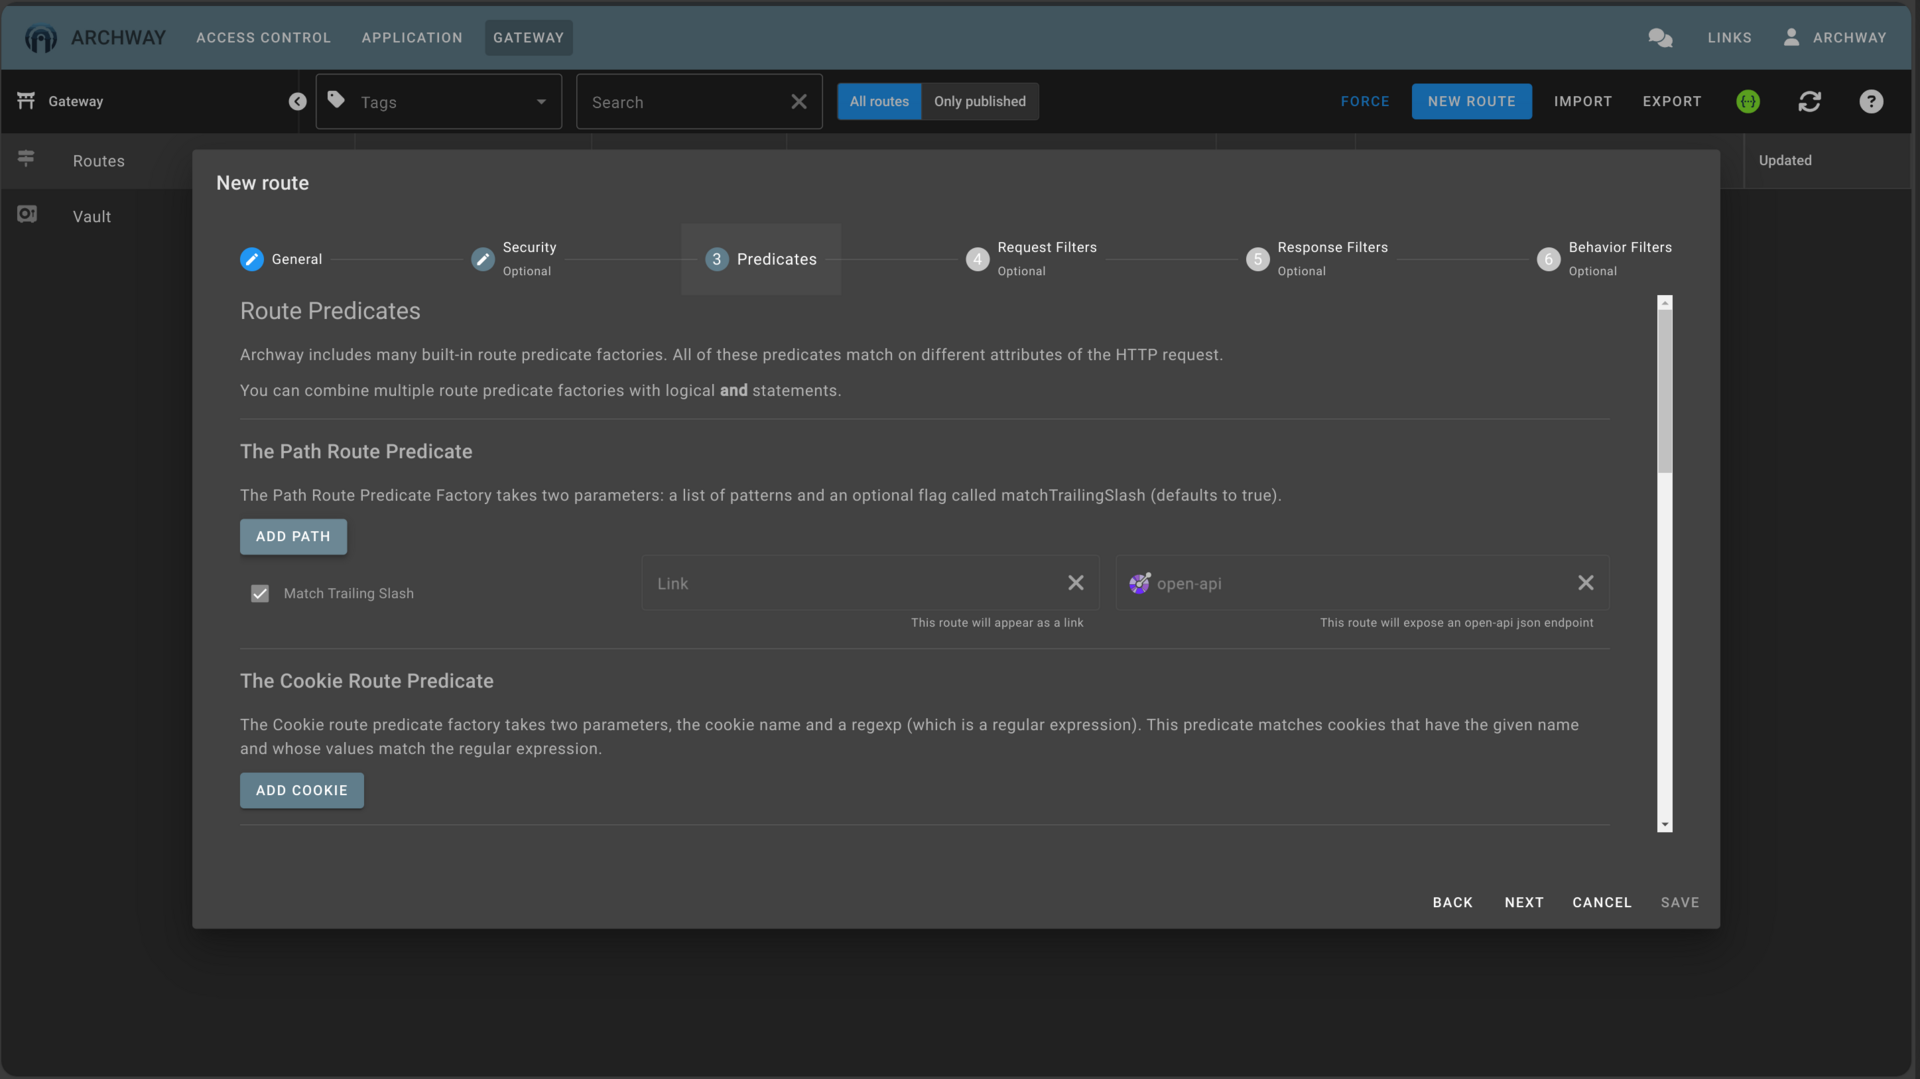 ARCHWAY
ACCESS CONTROL
APPLICATION
GATEWAY
LINKS
ARCHWAY
Gateway
Tags
Search
All routes
Only published
FORCE
NEW ROUTE
IMPORT
EXPORT
Routes
Updated
Vault
New route
General
Security
Optional
3
Predicates
4
Request Filters
Optional
5
Response Filters
Optional
6
Behavior Filters
Optional
Route Predicates
Archway includes many built-in route predicate factories. All of these predicates match on different attributes of the HTTP request.
You can combine multiple route predicate factories with logical and statements.
The Path Route Predicate
The Path Route Predicate Factory takes two parameters: a list of patterns and an optional flag called matchTrailingSlash (defaults to true).
ADD PATH
Match Trailing Slash
Link
This route will appear as a link
open-api
This route will expose an open-api json endpoint
The Cookie Route Predicate
The Cookie route predicate factory takes two parameters, the cookie name and a regexp (which is a regular expression). This predicate matches cookies that have the given name
and whose values match the regular expression.
ADD COOKIE
BACK
NEXT
CANCEL
SAVE